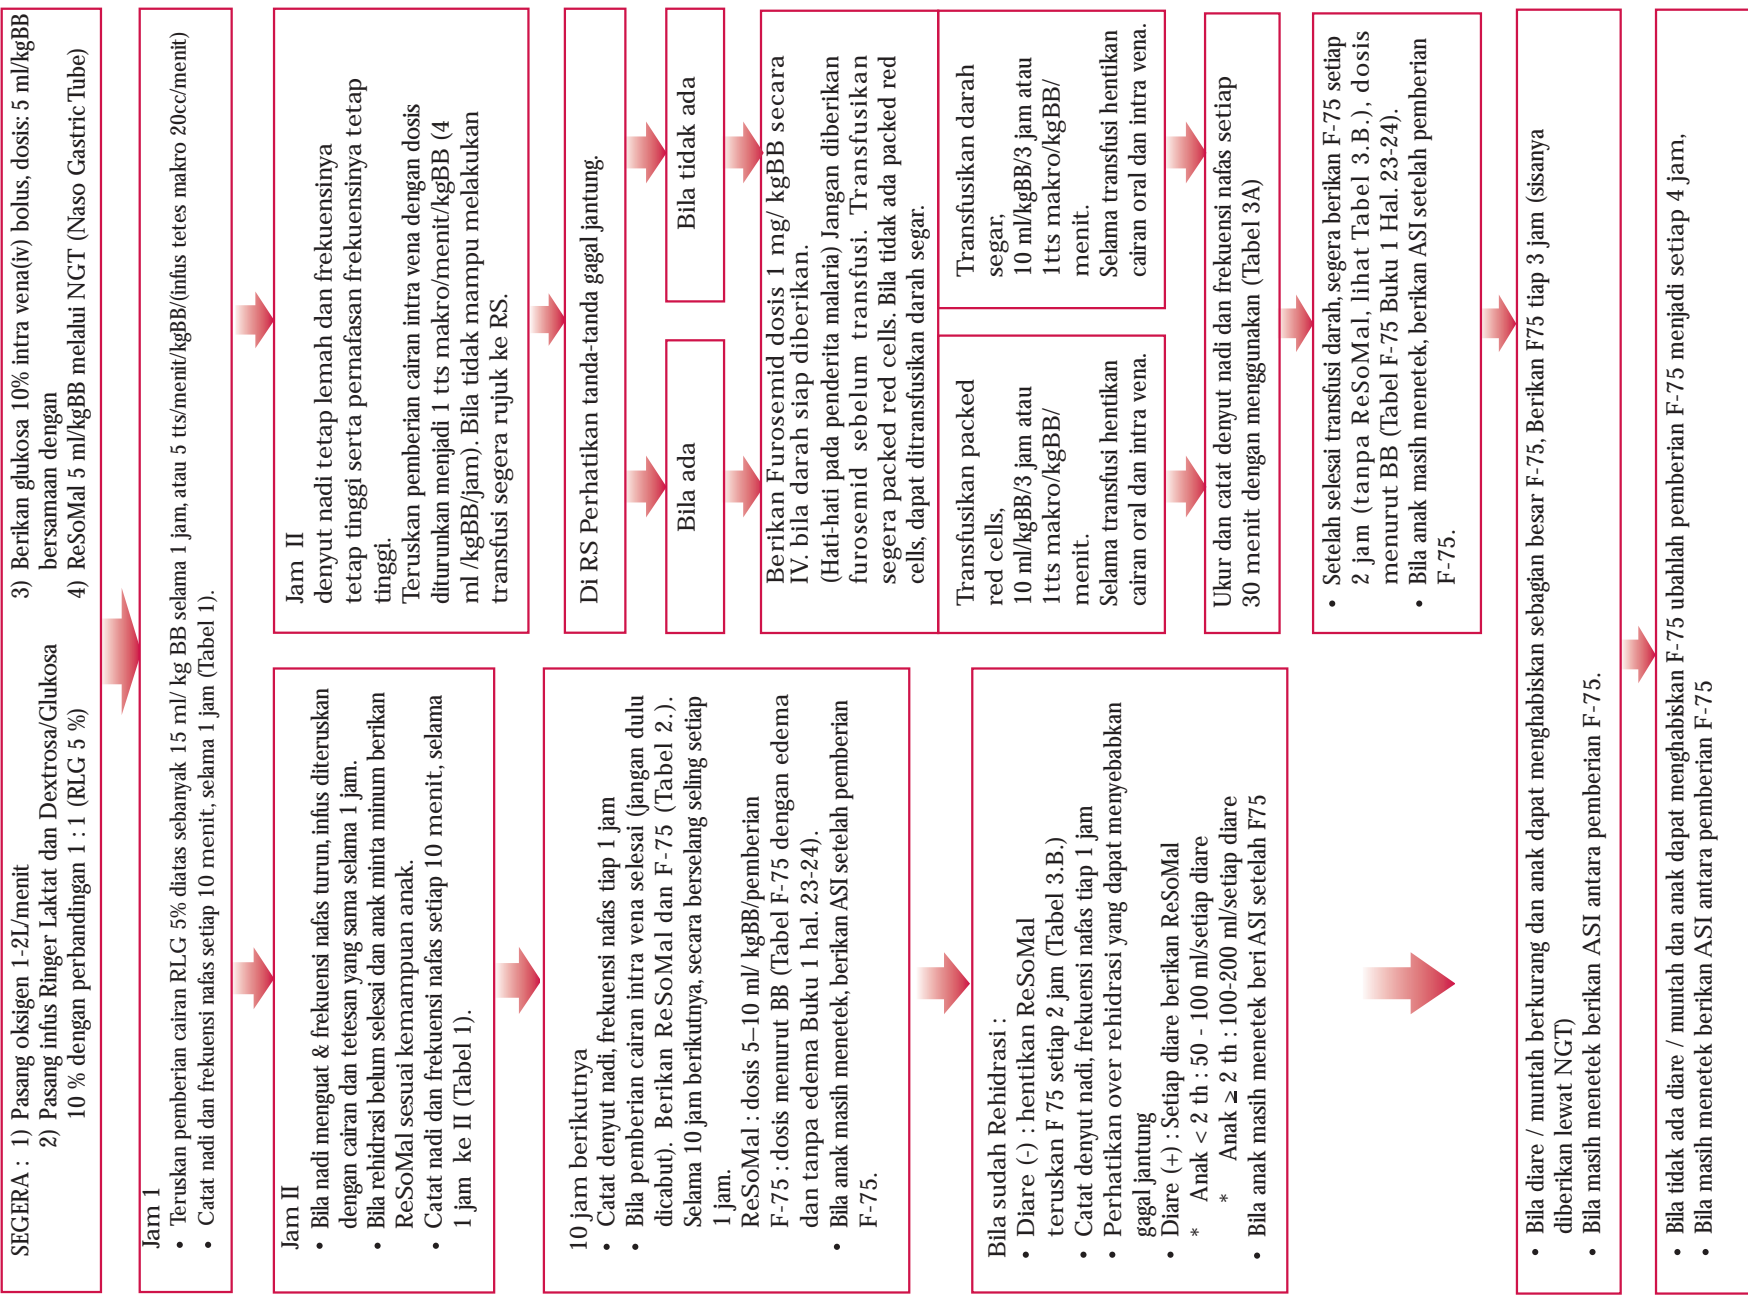 SEGERA : 1) Pasang oksigen 1-2L/menit
2) Pasang infus Ringer Laktat dan Dextrosa/Glukosa
10 % dengan perbandingan 1 : 1 (RLG 5 %)
3) Berikan glukosa 10% intra vena(iv) bolus, dosis: 5 ml/kgBB
bersamaan dengan
4) ReSoMal 5 ml/kgBB melalui NGT (Naso Gastric Tube)
Jam 1
• Teruskan pemberian cairan RLG 5% diatas sebanyak 15 ml/ kg BB selama 1 jam, atau 5 tts/menit/kgBB/(infus tetes makro 20cc/menit)
• Catat nadi dan frekuensi nafas setiap 10 menit, selama 1 jam (Tabel 1).
Jam II
• Bila nadi menguat & frekuensi nafas turun, infus diteruskan
dengan cairan dan tetesan yang sama selama 1 jam.
• Bila rehidrasi belum selesai dan anak minta minum berikan
ReSoMal sesuai kemampuan anak.
• Catat nadi dan frekuensi nafas setiap 10 menit, selama
1 jam ke II (Tabel 1).
10 jam berikutnya
• Catat denyut nadi, frekuensi nafas tiap 1 jam
• Bila pemberian cairan intra vena selesai (jangan dulu
dicabut). Berikan ReSoMal dan F-75 (Tabel 2.).
Selama 10 jam berikutnya, secara berselang seling setiap
1 jam.
ReSoMal : dosis 5–10 ml/ kgBB/pemberian
F-75 : dosis menurut BB (Tabel F-75 dengan edema
dan tanpa edema Buku 1 hal. 23-24).
• Bila anak masih menetek, berikan ASI setelah pemberian
F-75.
Bila sudah Rehidrasi :
• Diare (-) : hentikan ReSoMal
teruskan F 75 setiap 2 jam (Tabel 3.B.)
• Catat denyut nadi, frekuensi nafas tiap 1 jam
• Perhatikan over rehidrasi yang dapat menyebabkan
gagal jantung
• Diare (+) : Setiap diare berikan ReSoMal
* Anak < 2 th : 50 - 100 ml/setiap diare
* Anak ≥ 2 th : 100-200 ml/setiap diare
• Bila anak masih menetek beri ASI setelah F75
Jam II
denyut nadi tetap lemah dan frekuensinya
tetap tinggi serta pernafasan frekuensinya tetap
tinggi.
Teruskan pemberian cairan intra vena dengan dosis
diturunkan menjadi 1 tts makro/menit/kgBB (4
ml /kgBB/jam). Bila tidak mampu melakukan
transfusi segera rujuk ke RS.
Di RS Perhatikan tanda-tanda gagal jantung.
Bila ada
Bila tidak ada
Berikan Furosemid dosis 1 mg/ kgBB secara
IV. bila darah siap diberikan.
(Hati-hati pada penderita malaria) Jangan diberikan
furosemid sebelum transfusi. Transfusikan
segera packed red cells. Bila tidak ada packed red
cells, dapat ditransfusikan darah segar.
Transfusikan packed
red cells,
10 ml/kgBB/3 jam atau
1tts makro/kgBB/
menit.
Selama transfusi hentikan
cairan oral dan intra vena.
Transfusikan darah
segar,
10 ml/kgBB/3 jam atau
1tts makro/kgBB/
menit.
Selama transfusi hentikan
cairan oral dan intra vena.
Ukur dan catat denyut nadi dan frekuensi nafas setiap
30 menit dengan menggunakan (Tabel 3A)
• Setelah selesai transfusi darah, segera berikan F-75 setiap
2 jam (tanpa ReSoMal, lihat Tabel 3.B.), dosis
menurut BB (Tabel F-75 Buku 1 Hal. 23-24).
• Bila anak masih menetek, berikan ASI setelah pemberian
F-75.
• Bila diare / muntah berkurang dan anak dapat menghabiskan sebagian besar F-75, Berikan F75 tiap 3 jam (sisanya
diberikan lewat NGT)
• Bila masih menetek berikan ASI antara pemberian F-75.
• Bila tidak ada diare / muntah dan anak dapat menghabiskan F-75 ubahlah pemberian F-75 menjadi setiap 4 jam,
• Bila masih menetek berikan ASI antara pemberian F-75